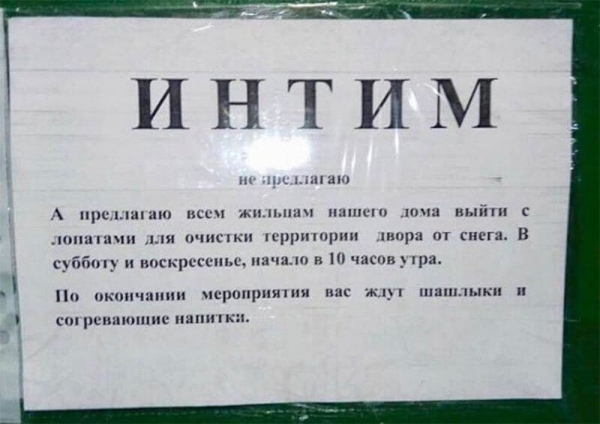 ИНТИМ
не предлагаю
А предлагаю всем жильцам нашего дома выйти с
лопатами для очистки территории двора от снега. В
субботу и воскресенье, начало в 10 часов утра.
По окончании мероприятия вас ждут шашлыки и
согревающие напитки.